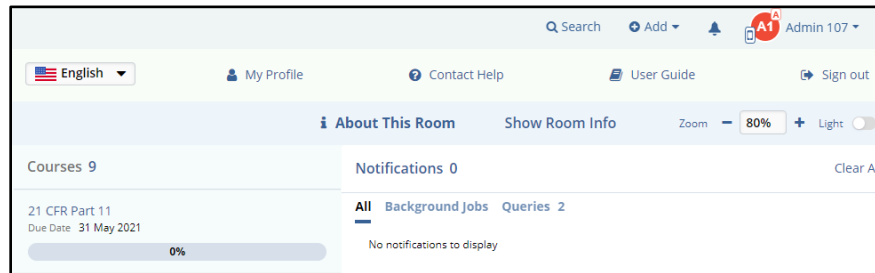 Search Add A1 A Admin 107
English My Profile Contact Help User Guide Sign out
i About This Room Show Room Info Zoom 80% Light
Courses 9
Notifications 0 Clear A
21 CFR Part 11
Due Date 31 May 2021
0%
All Background Jobs Queries 2
No notifications to display